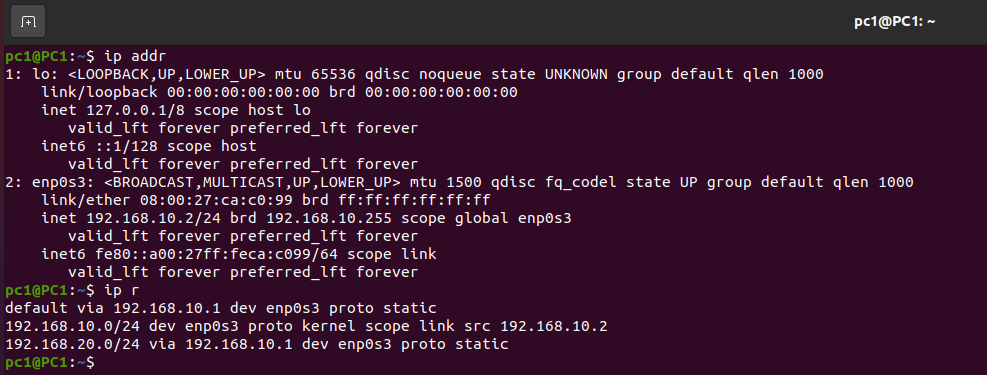 pc1@PC1: ~
pc1@PC1:~$ ip addr
1: lo: <LOOPBACK,UP,LOWER_UP> mtu 65536 qdisc noqueue state UNKNOWN group default qlen 1000
    link/loopback 00:00:00:00:00:00 brd 00:00:00:00:00:00
    inet 127.0.0.1/8 scope host lo
       valid_lft forever preferred_lft forever
    inet6 ::1/128 scope host
       valid_lft forever preferred_lft forever
2: enp0s3: <BROADCAST,MULTICAST,UP,LOWER_UP> mtu 1500 qdisc fq_codel state UP group default qlen 1000
    link/ether 08:00:27:ca:c0:99 brd ff:ff:ff:ff:ff:ff
    inet 192.168.10.2/24 brd 192.168.10.255 scope global enp0s3
       valid_lft forever preferred_lft forever
    inet6 fe80::a00:27ff:feca:c099/64 scope link
       valid_lft forever preferred_lft forever
pc1@PC1:~$ ip r
default via 192.168.10.1 dev enp0s3 proto static
192.168.10.0/24 dev enp0s3 proto kernel scope link src 192.168.10.2
192.168.20.0/24 via 192.168.10.1 dev enp0s3 proto static
pc1@PC1:~$